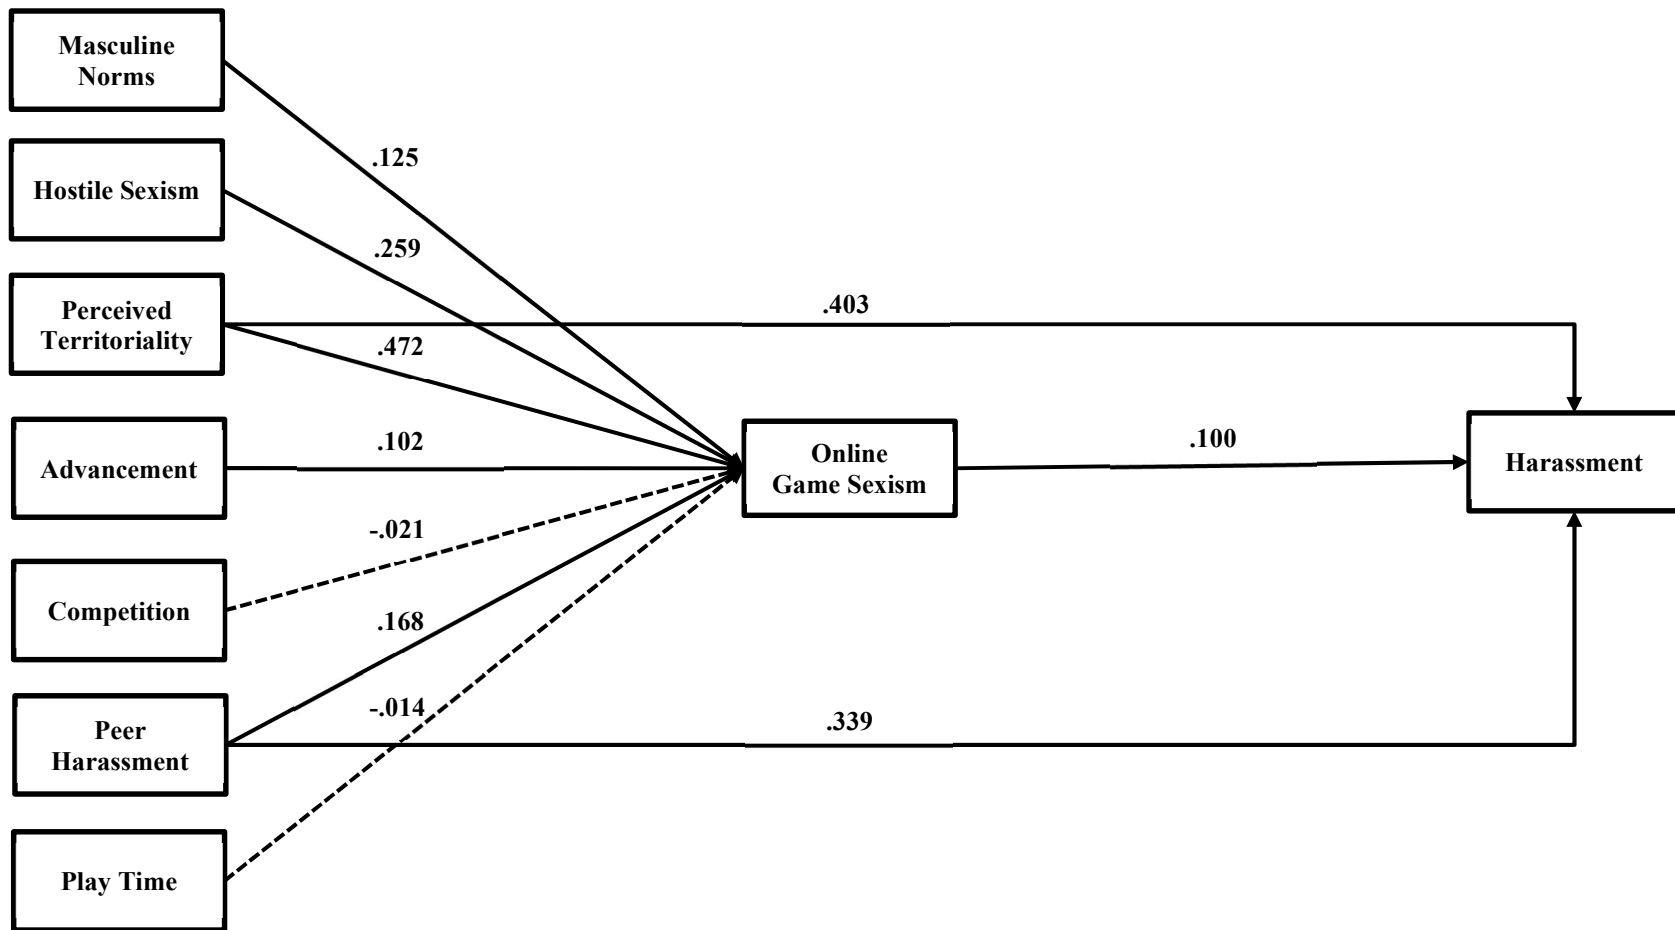 Masculine
Norms
.125
Hostile Sexism
.259
Perceived
Territoriality
.403
.472
Advancement
.102
Online
Game Sexism
.100
Harassment
-.021
Competition
.168
Peer
Harassment
-.014
.339
Play Time